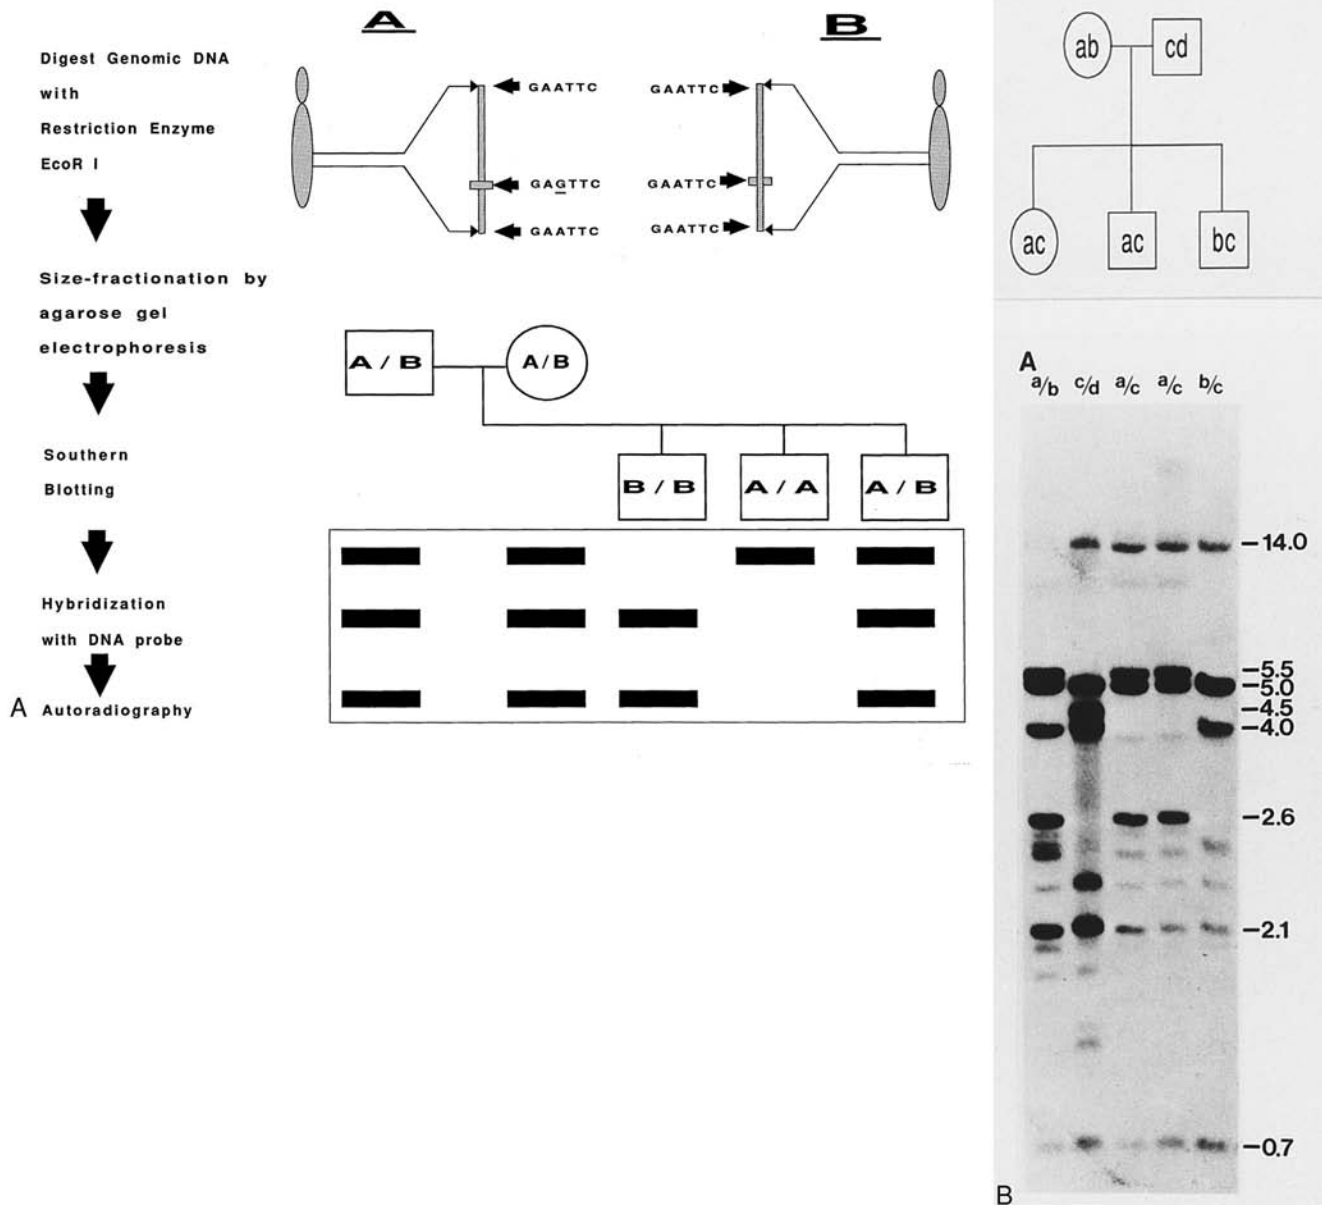 Digest Genomic DNA
with
Restriction Enzyme
EcoR I
Size-fractionation by
agarose gel
electrophoresis
Southern
Blotting
Hybridization
with DNA probe
A Autoradiography
A
GAATTC
GAGTTC
GAATTC
B
GAATTC
GAATTC
GAATTC
A / B
A/B
B / B
A / A
A / B
ab
cd
ac
ac
bc
A
a/b c/d a/c a/c b/c
–14.0
–5.5
–5.0
–4.5
–4.0
–2.6
–2.1
–0.7
B